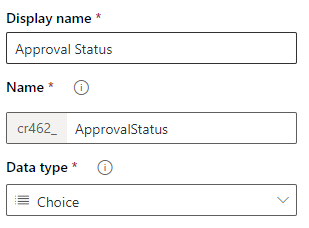 Display name *
Approval Status
Name *
cr462_ ApprovalStatus
Data type *
Choice